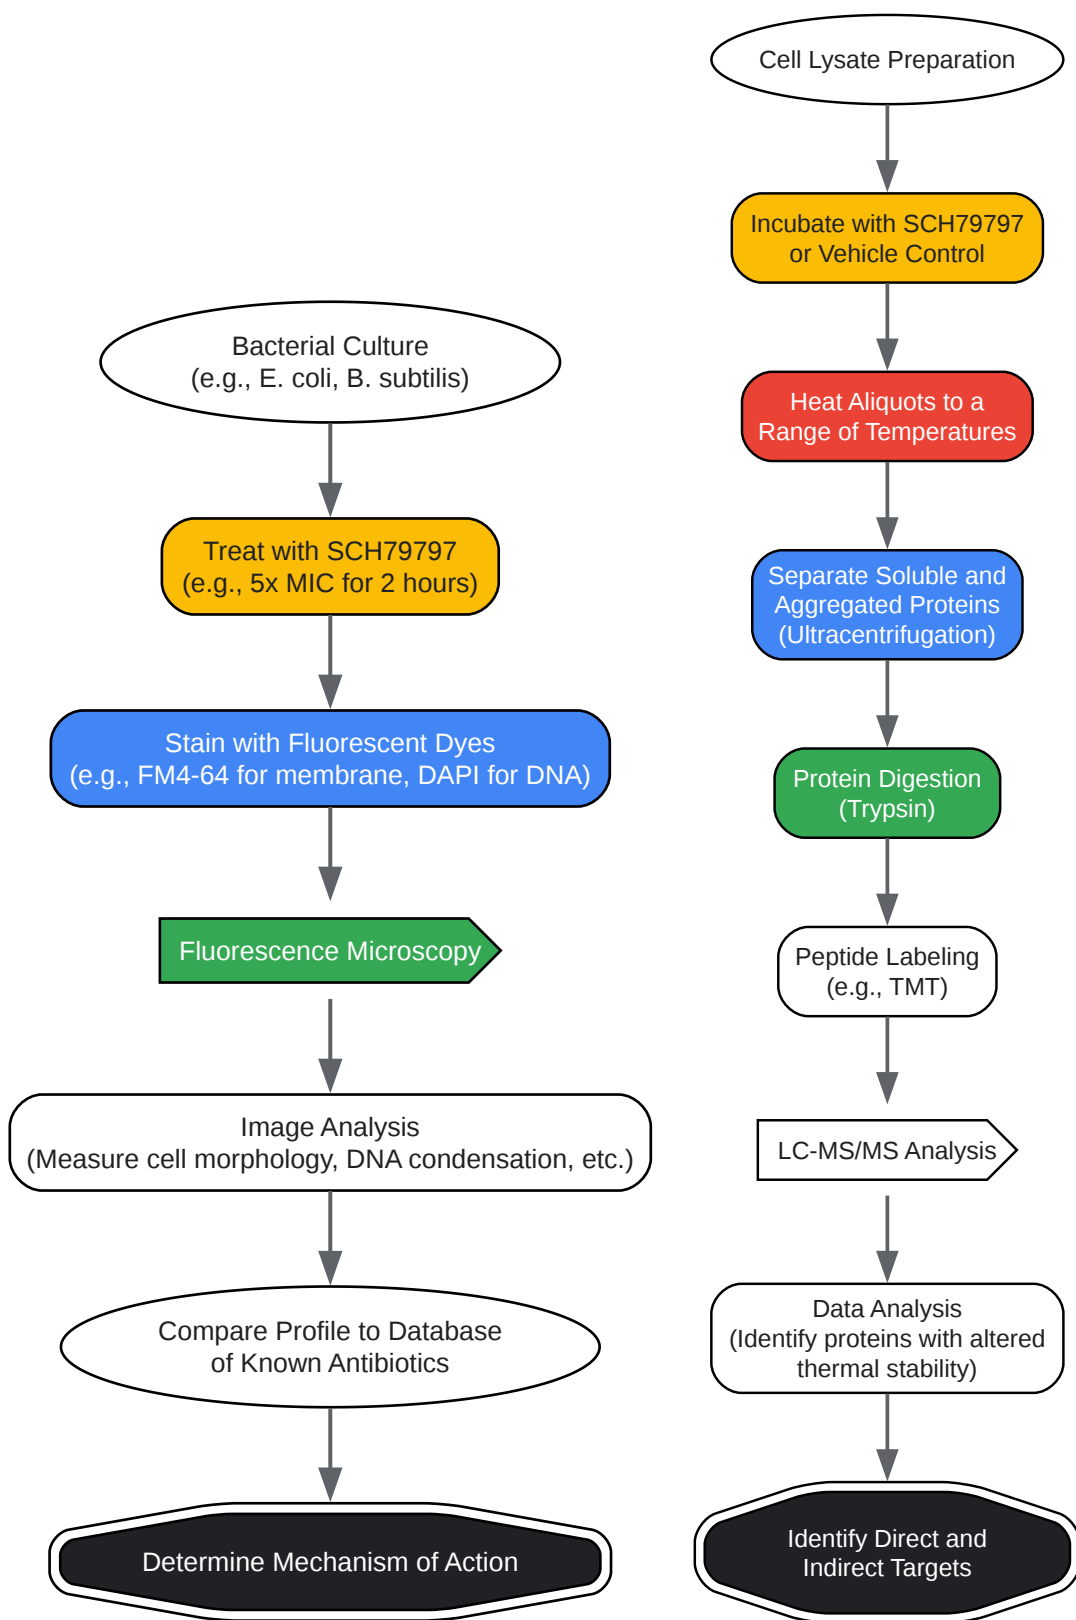 Bacterial Culture
(e.g., E. coli, B. subtilis)
Treat with SCH79797
(e.g., 5x MIC for 2 hours)
Stain with Fluorescent Dyes
(e.g., FM4-64 for membrane, DAPI for DNA)
Fluorescence Microscopy
Image Analysis
(Measure cell morphology, DNA condensation, etc.)
Compare Profile to Database
of Known Antibiotics
Determine Mechanism of Action
Cell Lysate Preparation
Incubate with SCH79797
or Vehicle Control
Heat Aliquots to a
Range of Temperatures
Separate Soluble and
Aggregated Proteins
(Ultracentrifugation)
Protein Digestion
(Trypsin)
Peptide Labeling
(e.g., TMT)
LC-MS/MS Analysis
Data Analysis
(Identify proteins with altered
thermal stability)
Identify Direct and
Indirect Targets